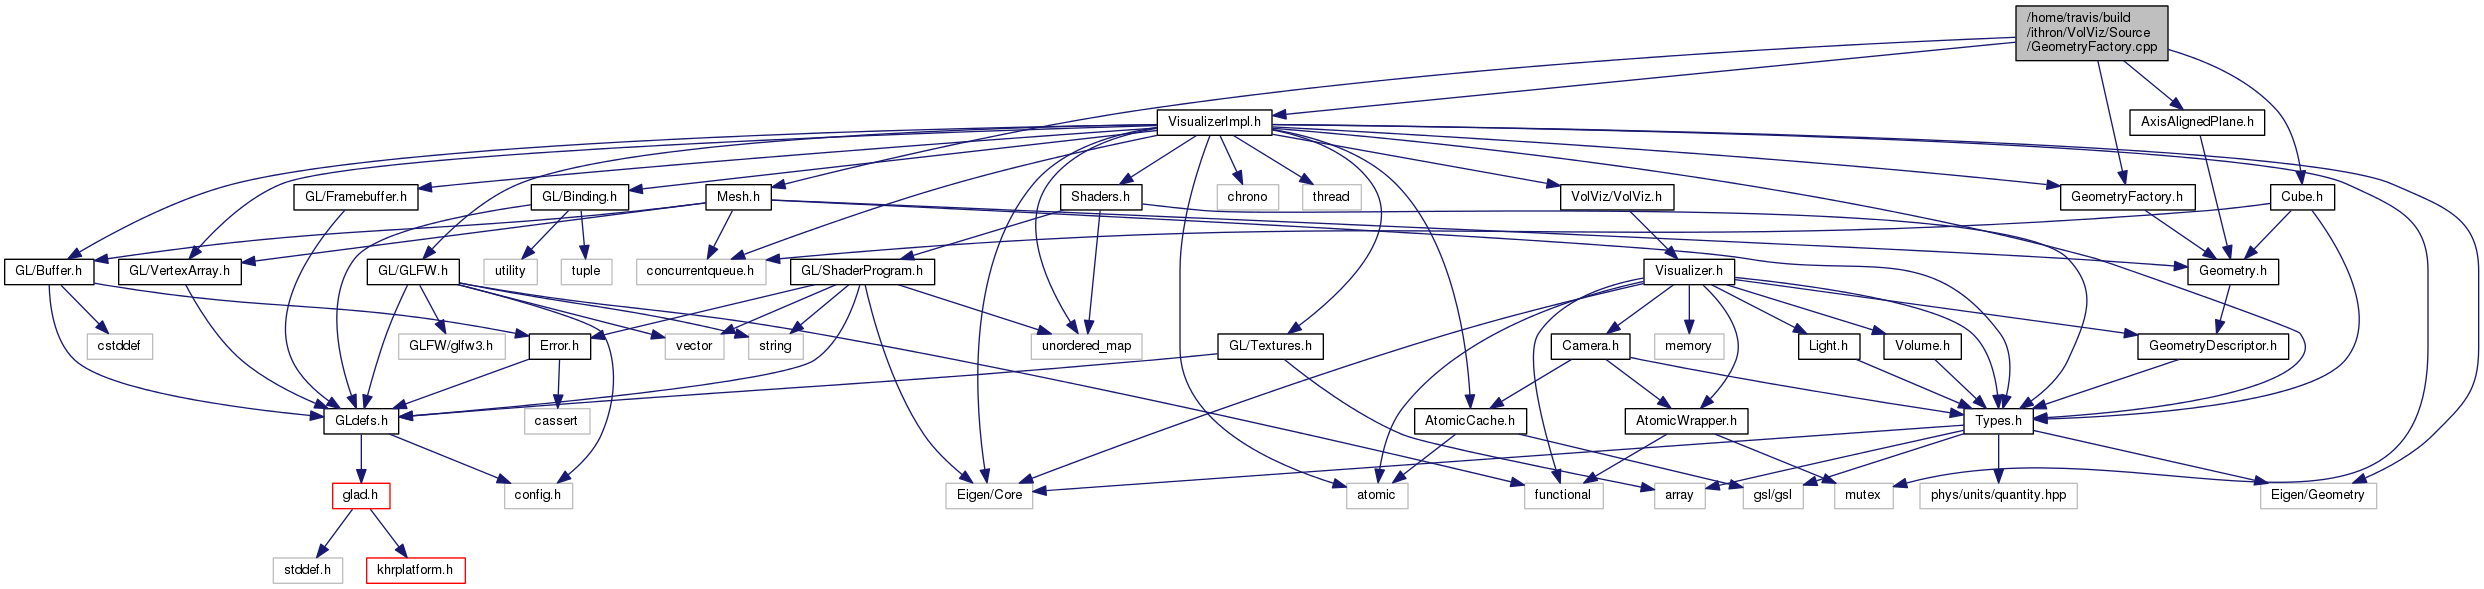 /home/travis/build
/ithron/VolViz/Source
/GeometryFactory.cpp
VisualizerImpl.h
AxisAlignedPlane.h
GL/Framebuffer.h
GL/Binding.h
Mesh.h
Shaders.h
chrono
thread
VolViz/VolViz.h
GeometryFactory.h
Cube.h
GL/Buffer.h
GL/VertexArray.h
GL/GLFW.h
utility
tuple
concurrentqueue.h
GL/ShaderProgram.h
Visualizer.h
Geometry.h
cstddef
GLFW/glfw3.h
Error.h
vector
string
unordered_map
GL/Textures.h
Camera.h
memory
Light.h
Volume.h
GeometryDescriptor.h
GLdefs.h
cassert
AtomicCache.h
AtomicWrapper.h
Types.h
glad.h
config.h
Eigen/Core
atomic
functional
array
gsl/gsl
mutex
phys/units/quantity.hpp
Eigen/Geometry
stddef.h
khrplatform.h